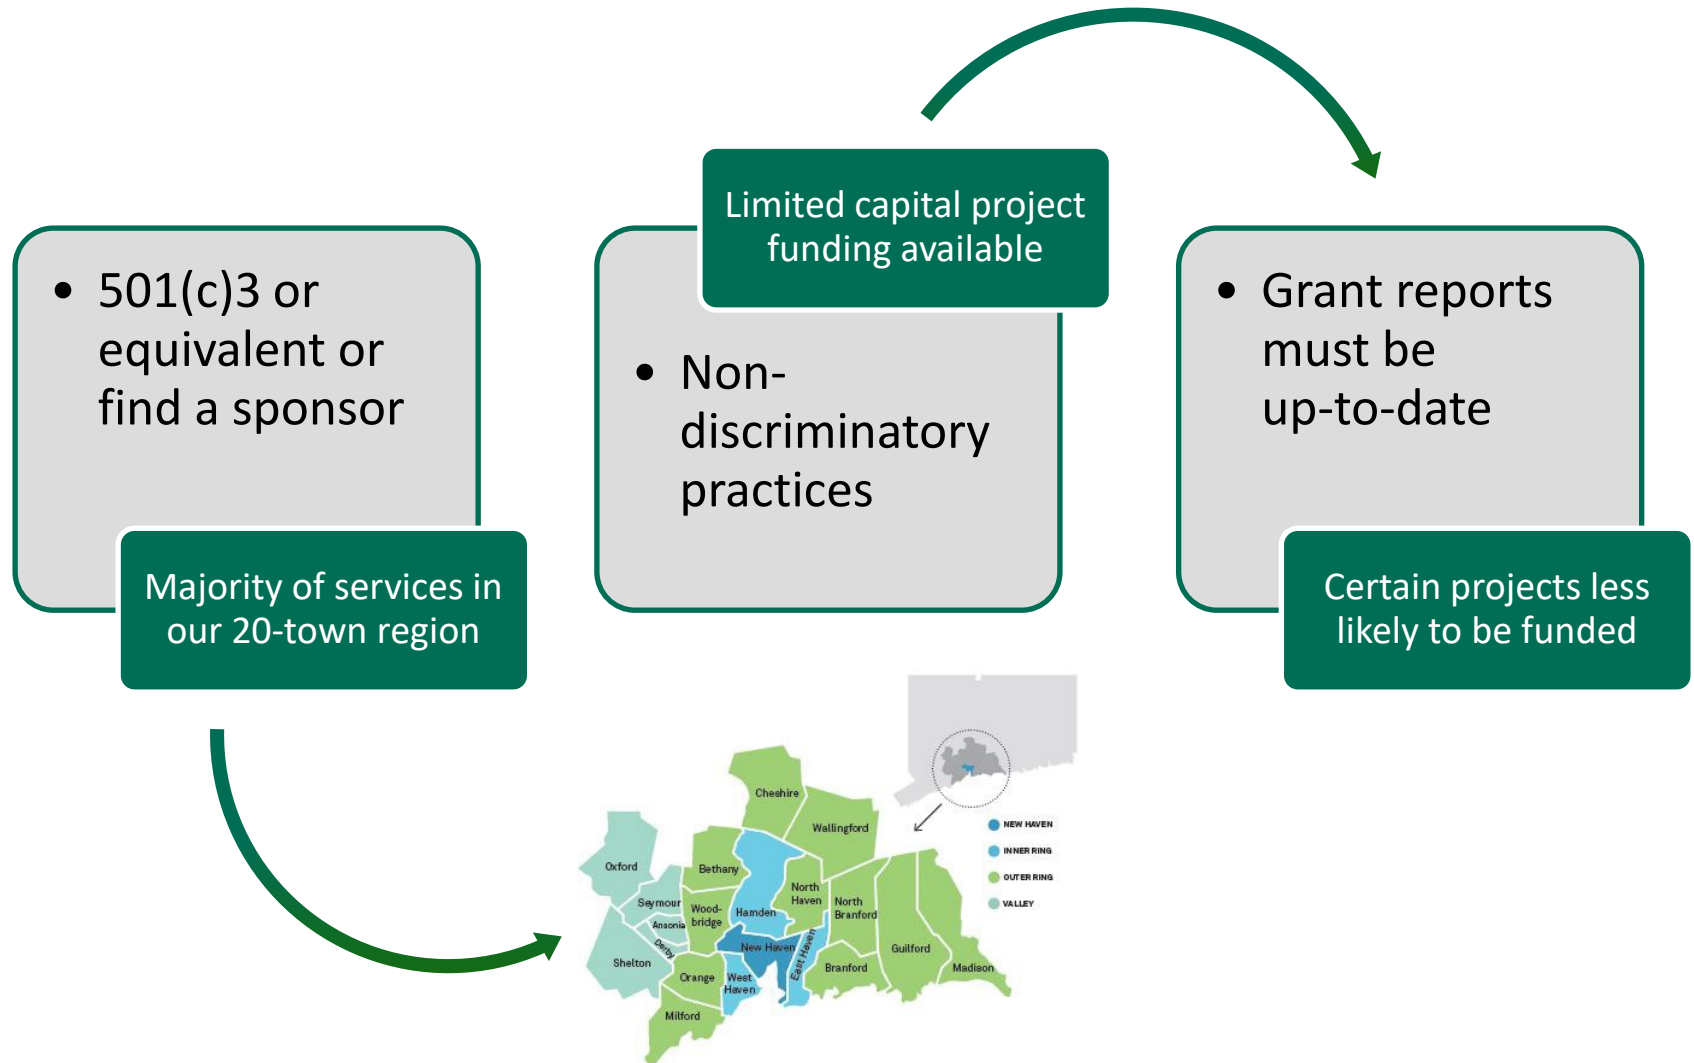 • 501(c)3 or
equivalent or
find a sponsor
Majority of services in
our 20-town region
Limited capital project
funding available
• Non-
discriminatory
practices
• Grant reports
must be
up-to-date
Certain projects less
likely to be funded
Cheshire
Wallingford
Oxford
Bethany
Seymour
Wood-
bridge
Hamden
North
Haven
North
Branford
Ansonia
Derby
New Haven
East Haven
Guilford
Shelton
Orange
West
Haven
Branford
Madison
Milford
NEW HAVEN
INNER RING
OUTER RING
VALLEY